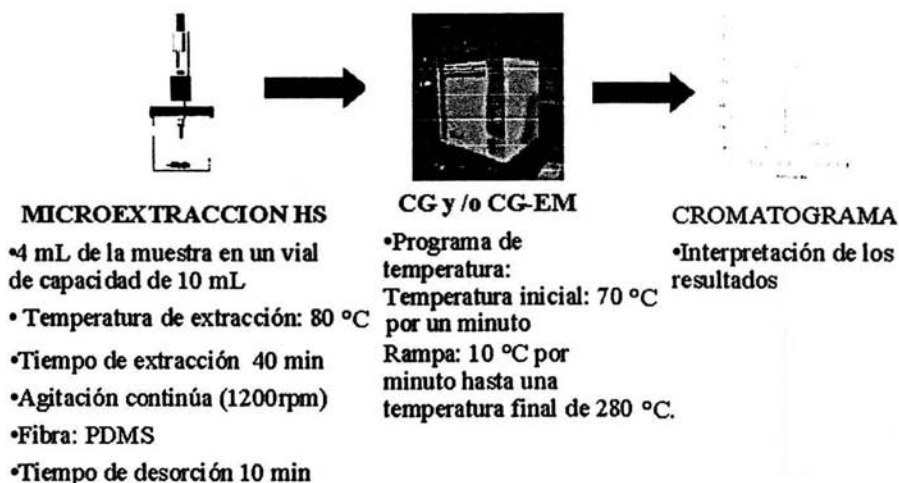 MICROEXTRACCION HS
•4 mL de la muestra en un vial
de capacidad de 10 mL
• Temperatura de extracción: 80 °C
•Tiempo de extracción 40 min
•Agitación continúa (1200rpm)
•Fibra: PDMS
•Tiempo de desorción 10 min
CG y /o CG-EM
•Programa de
temperatura:
Temperatura inicial: 70 °C
por un minuto
Rampa: 10 °C por
minuto hasta una
temperatura final de 280 °C.
CROMATOGRAMA
•Interpretación de los
resultados